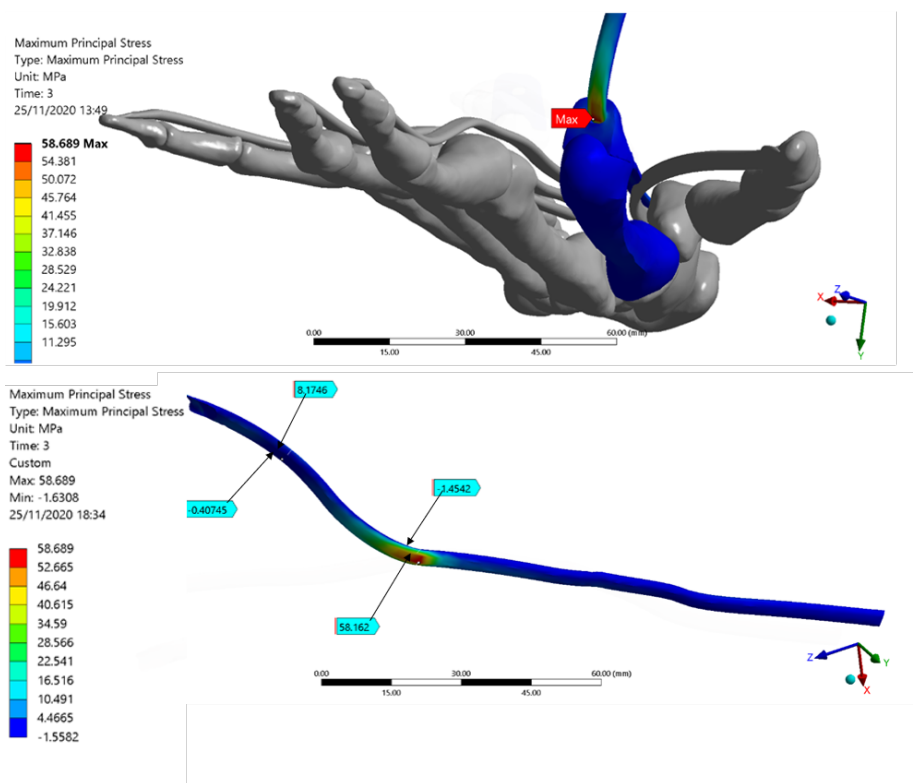 Maximum Principal Stress
Type: Maximum Principal Stress
Unit: MPa
Time: 3
25/11/2020 13:49
58.689 Max
54.381
50.072
45.764
41.455
37.146
32.838
28.529
24.221
19.912
15.603
11.295
Max
0.00 30.00 60.00 (mm)
15.00 45.00
Z
X
Y
Maximum Principal Stress
Type: Maximum Principal Stress
Unit: MPa
Time: 3
Custom
Max: 58.689
Min: -1.6308
25/11/2020 18:34
58.689
52.665
46.64
40.615
34.59
28.566
22.541
16.516
10.491
4.4665
-1.5582
8.1746
-1.4542
-0.40745
58.162
0.00 30.00 60.00 (mm)
15.00 45.00
Z
Y
X